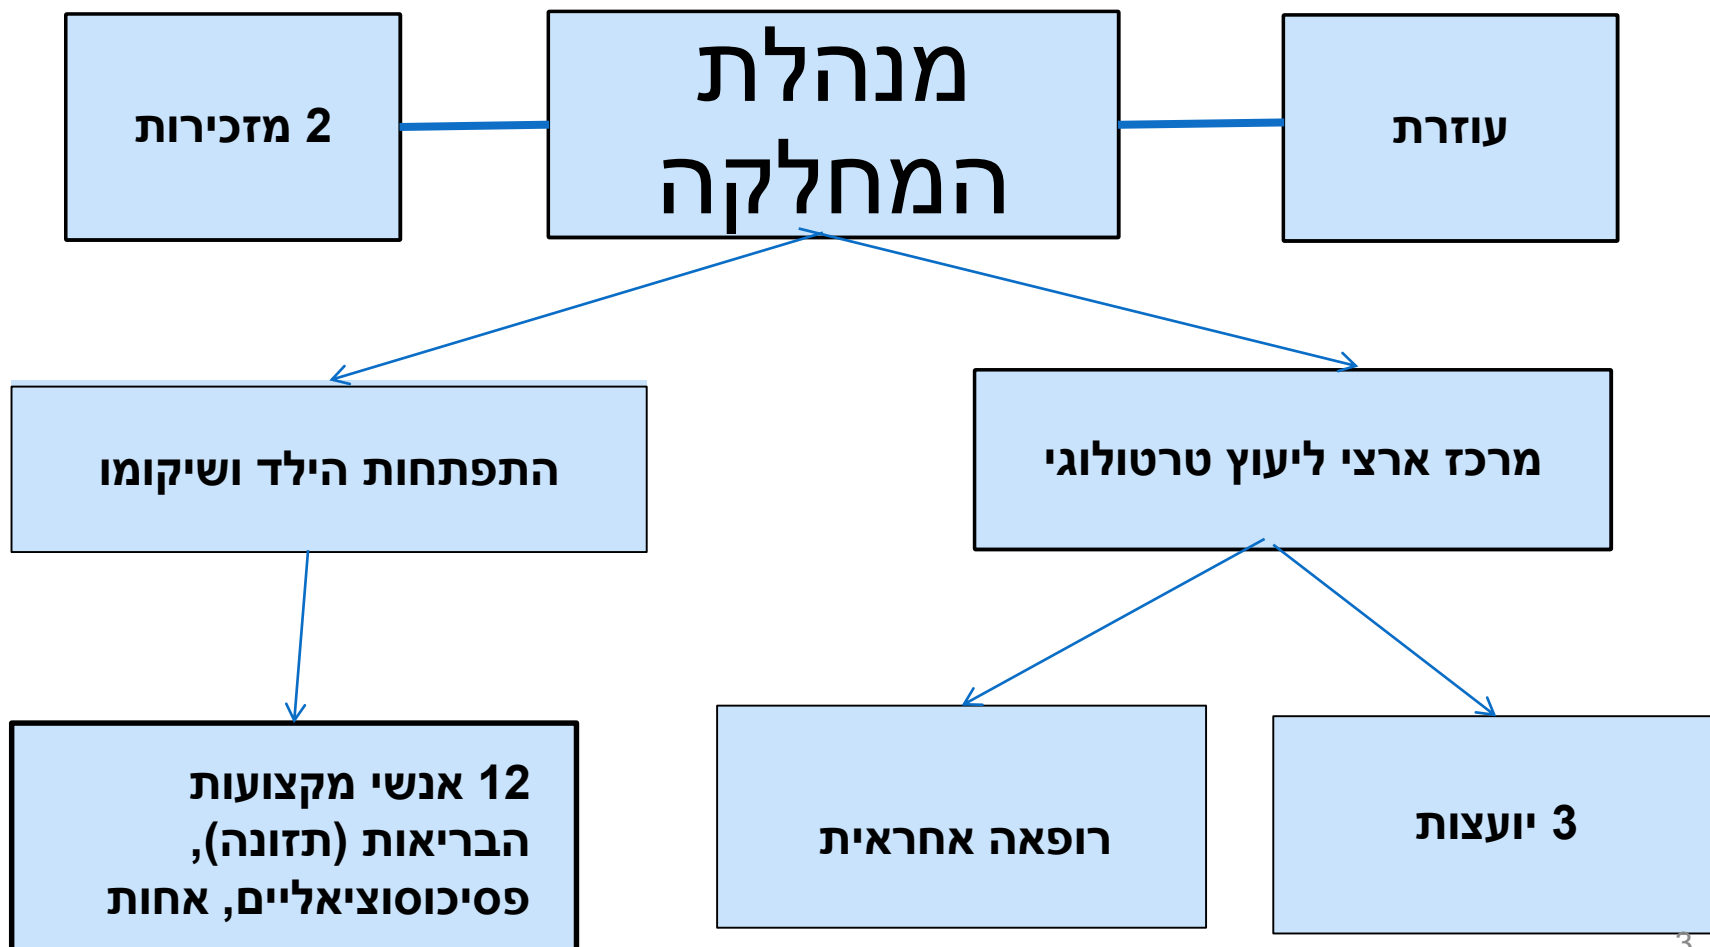 עוזרת
מנהלת
המחלקה
2 מזכירות
מרכז ארצי ליעוץ טרטולוגי
התפתחות הילד ושיקומו
3 יועצות
רופאה אחראית
12 אנשי מקצועות
הבריאות (תזונה),
פסיכוסוציאליים, אחות
3